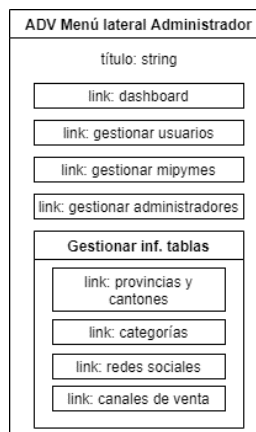 ADV Menú lateral Administrador
título: string
link: dashboard
link: gestionar usuarios
link: gestionar mipymes
link: gestionar administradores
Gestionar inf. tablas
link: provincias y
cantones
link: categorías
link: redes sociales
link: canales de venta